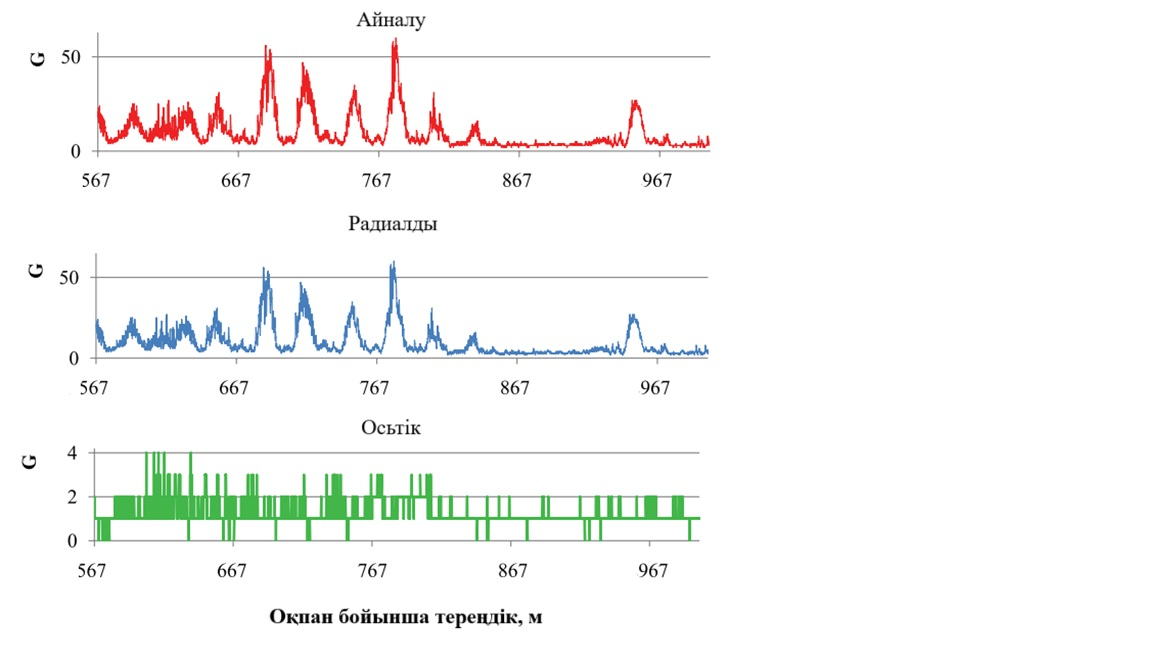 Айналу
G
50
0
567 667 767 867 967
Радиалды
G
50
0
567 667 767 867 967
Осьтік
G
4
2
0
567 667 767 867 967
Оқпан бойынша тереңдік, м